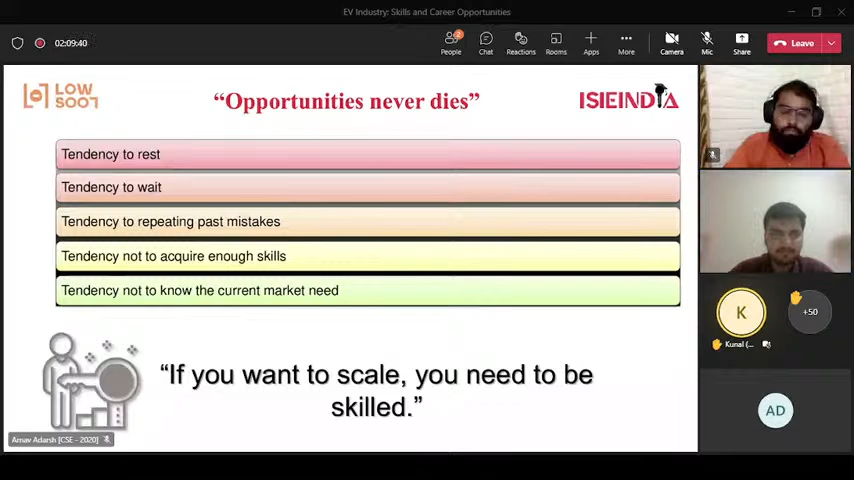 EV Industry: Skills and Career Opportunities
02:09:40
People
2
Chat
Reactions
Rooms
Apps
More
Camera
Mic
Share
Leave
LOW
SOOT
“Opportunities never dies”
ISIEINDIA
Tendency to rest
Tendency to wait
Tendency to repeating past mistakes
Tendency not to acquire enough skills
Tendency not to know the current market need
“If you want to scale, you need to be
skilled.”
Arnav Adarsh [CSE - 2020]
K
Kunal (...
+50
AD